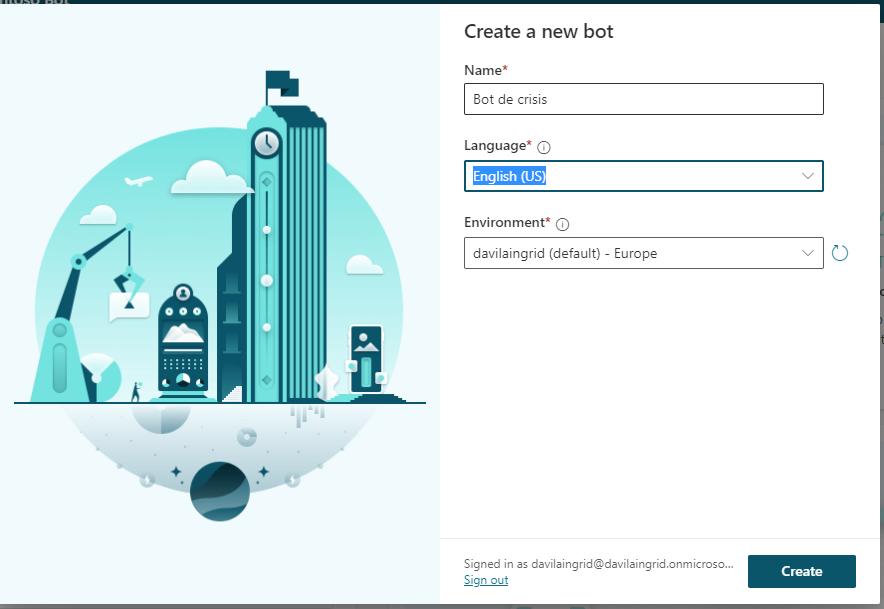 Create a new bot
Name*
Bot de crisis
Language*
English (US)
Environment*
davilaingrid (default) - Europe
Signed in as davilaingrid@davilaingrid.onmicroso...
Sign out
Create